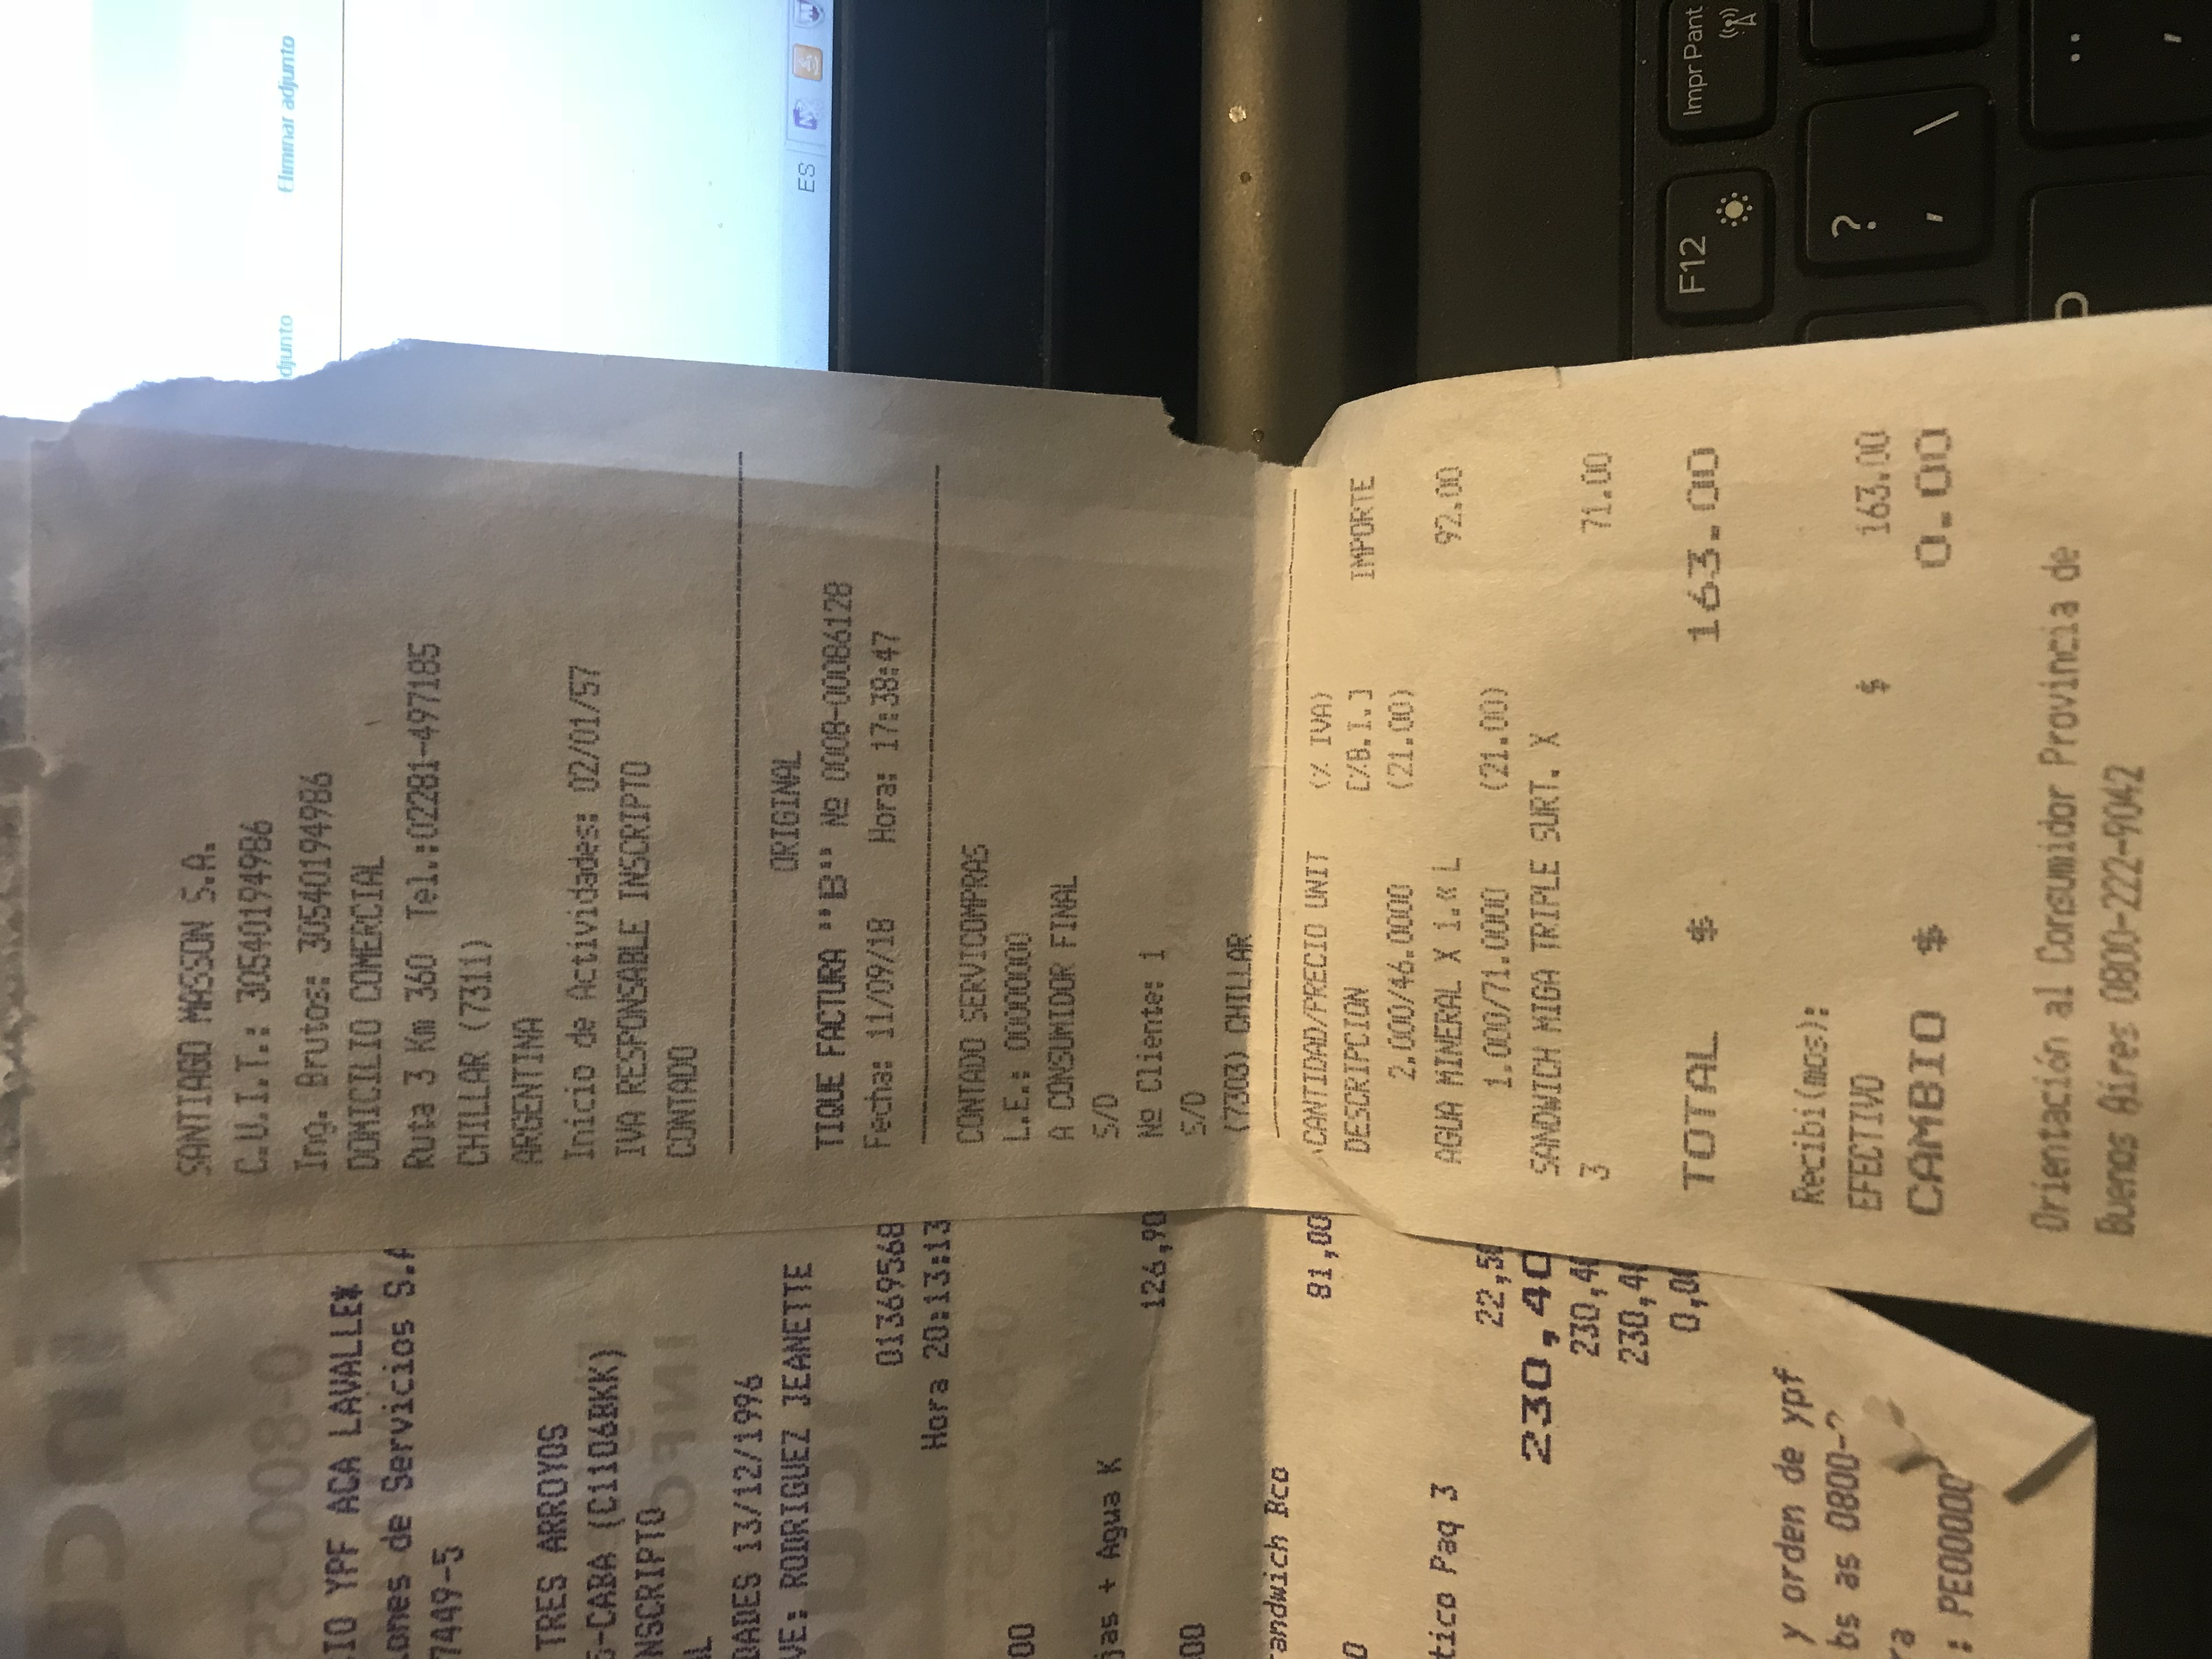 CIO YPF ACA LAVALLE*
de Servicios S.A
7449-5
TRES ARROYOS
-CABA (C1106BKK)
NSCRIPTO
AL
DADES 13/12/1996
VE: RODRIGUEZ JEANETTE
01369568
Hora 20:13:13
00
jas + Agua K
126,90
00
andwich Bco
81,00
0
tico Paq 3
22,50
230,40
230,40
230,40
0,00
y orden de ypf
bs as 0800-
ra
: PE00000
SANTIAGO MASSON S.A.
C.U.I.T.: 30540194986
Ing. Brutos: 30540194986
DOMICILIO COMERCIAL
Ruta 3 Km 360 Tel.:02281-497185
CHILLAR (7311)
ARGENTINA
Inicio de Actividades: 02/01/57
IVA RESPONSABLE INSCRIPTO
CONTADO
ORIGINAL
TIQUE FACTURA "B" Nº 0008-00086128
Fecha: 11/09/18 Hora: 17:38:47
CONTADO SERVICOMPRAS
L.E.: 00000000
A CONSUMIDOR FINAL
S/D
Nº Cliente: 1
S/D
(7303) CHILLAR
CANTIDAD/PRECIO UNIT (% IVA)
DESCRIPCION [%B.I.] IMPORTE
2.000/46.0000 (21.00)
AGUA MINERAL X 1.« L 92.00
1.000/71.0000 (21.00)
SANDWICH MIGA TRIPLE SURT. X
3 71.00
TOTAL $ 163.00
Recibi(mos):
EFECTIVO $ 163.00
CAMBIO $ 0.00
Orientación al Consumidor Provincia de
Buenos Aires 0800-222-9042
djunto Eliminar adjunto
ES
F12 Impr Pant
?
' \